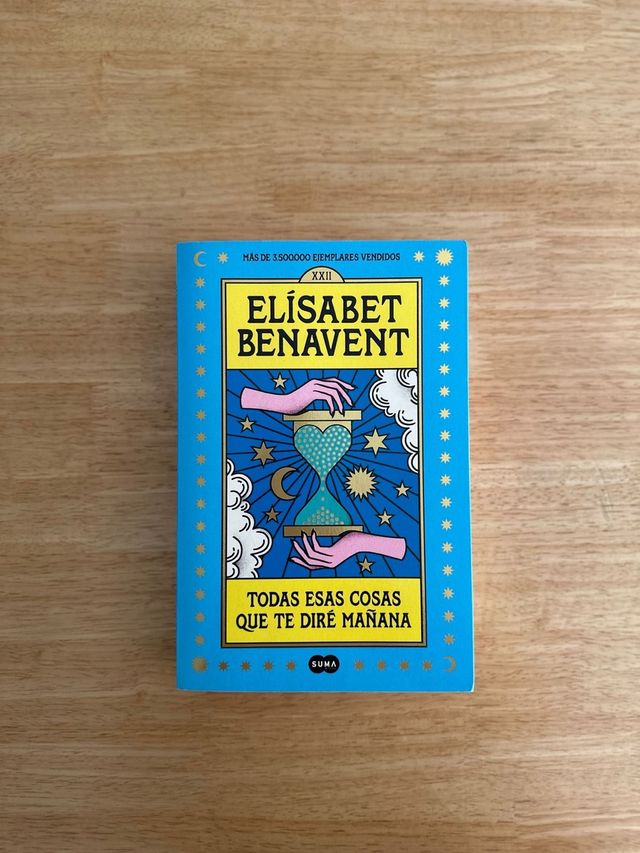 MÁS DE 3.500.000 EJEMPLARES VENDIDOS
XXII
ELÍSABET
BENAVENT
TODAS ESAS COSAS
QUE TE DIRÉ MAÑANA
SUMA